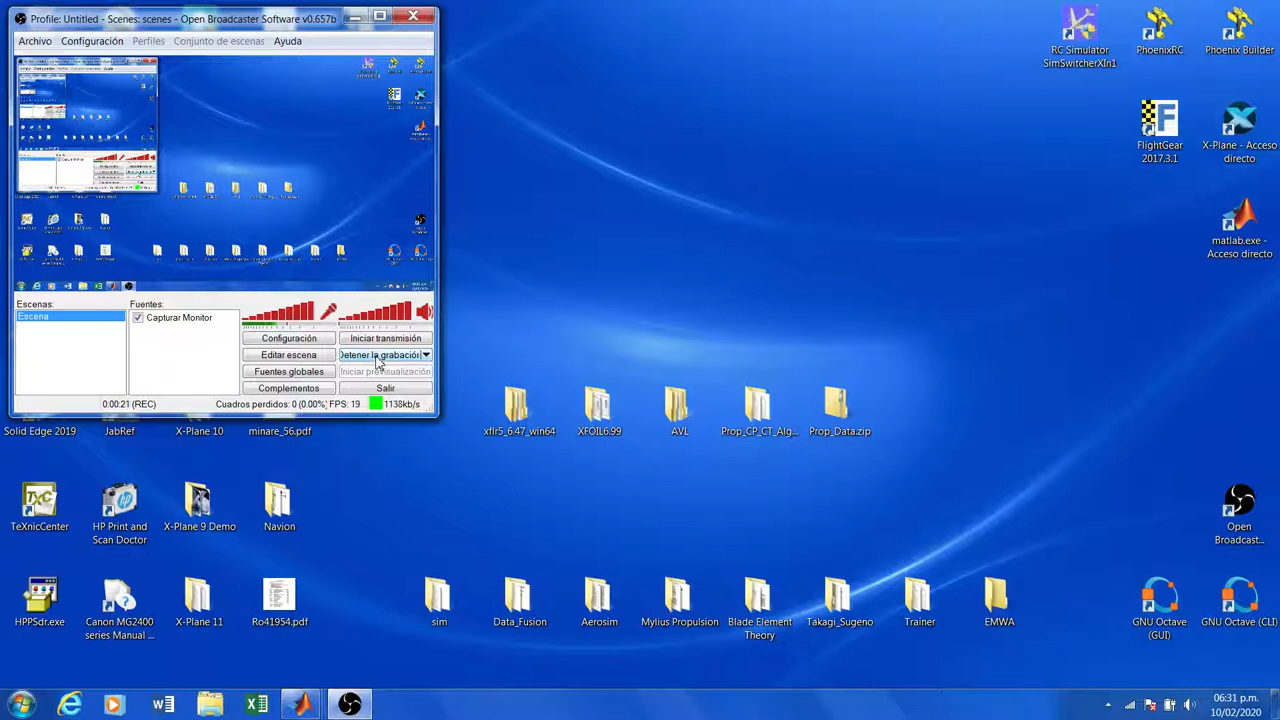 Profile: Untitled - Scenes: scenes - Open Broadcaster Software v0.657b
Archivo Configuración Perfiles Conjunto de escenas Ayuda
Escenas:
Escena
Fuentes:
Capturar Monitor
Configuración
Iniciar transmisión
Editar escena
Detener la grabación
Fuentes globales
Iniciar previsualización
Complementos
Salir
0:00:21 (REC)
Cuadros perdidos: 0 (0.00%)
FPS: 19
1138kb/s
RC Simulator
SimSwitcherXIn1
PhoenixRC
Phoenix Builder
FlightGear
2017.3.1
X-Plane - Acceso
directo
matlab.exe -
Acceso directo
Solid Edge 2019
JabRef
X-Plane 10
minare_56.pdf
xflr5_6.47_win64
XFOIL6.99
AVL
Prop_CP_CT_Alg...
Prop_Data.zip
TeXnicCenter
HP Print and
Scan Doctor
X-Plane 9 Demo
Navion
Open
Broadcast...
HPPSdr.exe
Canon MG2400
series Manual ...
X-Plane 11
Ro41954.pdf
sim
Data_Fusion
Aerosim
Mylius Propulsion
Blade Element
Theory
Takagi_Sugeno
Trainer
EMWA
GNU Octave
(GUI)
GNU Octave (CLI)
06:31 p.m.
10/02/2020